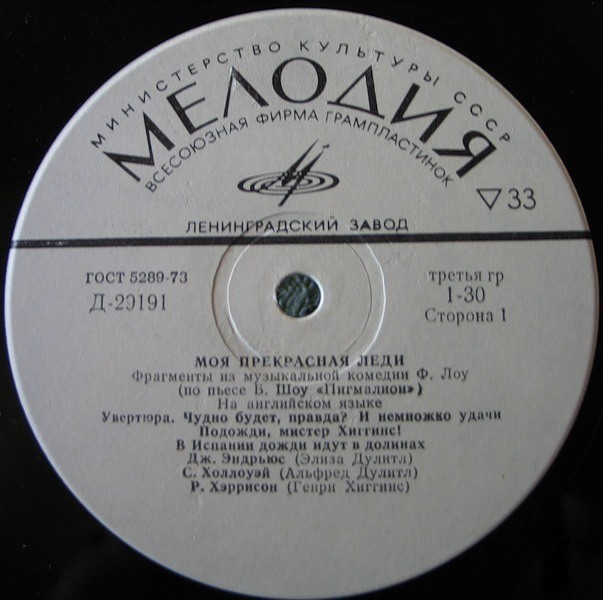 МИНИСТЕРСТВО КУЛЬТУРЫ СССР
МЕЛОДИЯ
ВСЕСОЮЗНАЯ ФИРМА ГРАМПЛАСТИНОК
33
ЛЕНИНГРАДСКИЙ ЗАВОД
ГОСТ 5289-73
Д-29191
третья гр
1-30
Сторона 1
МОЯ ПРЕКРАСНАЯ ЛЕДИ
Фрагменты из музыкальной комедии Ф. Лоу
(по пьесе Б. Шоу «Пигмалион»)
На английском языке
Увертюра. Чудно будет, правда? И немножко удачи
Подожди, мистер Хиггинс!
В Испании дожди идут в долинах
Дж. Эндрьюс (Элиза Дулитл)
С. Холлоуэй (Альфред Дулитл)
Р. Хэррисон (Генри Хиггинс)